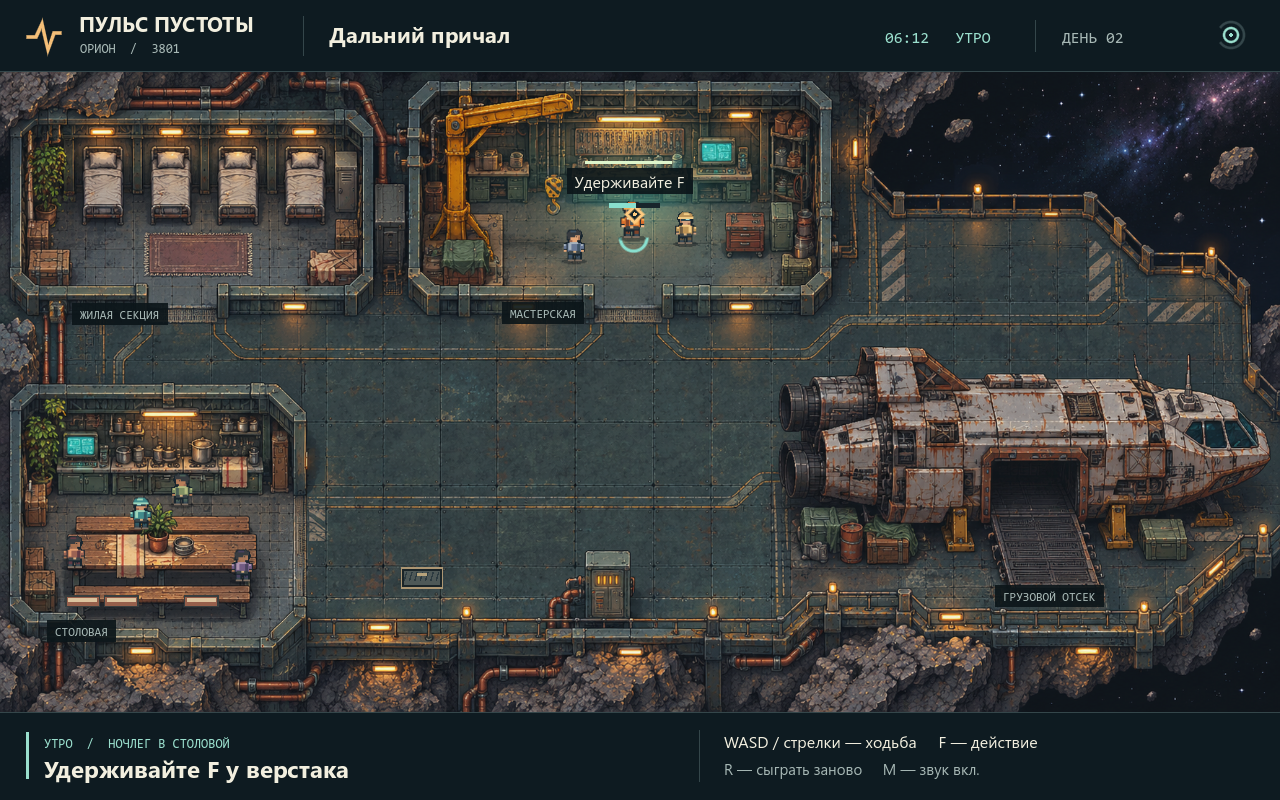 ПУЛЬС ПУСТОТЫ
ОРИОН / 3801
Дальний причал
06:12 УТРО
ДЕНЬ 02
Удерживайте F
ЖИЛАЯ СЕКЦИЯ
МАСТЕРСКАЯ
ГРУЗОВОЙ ОТСЕК
СТОЛОВАЯ
УТРО / НОЧЛЕГ В СТОЛОВОЙ
Удерживайте F у верстака
WASD / стрелки — ходьба F — действие
R — сыграть заново M — звук вкл.